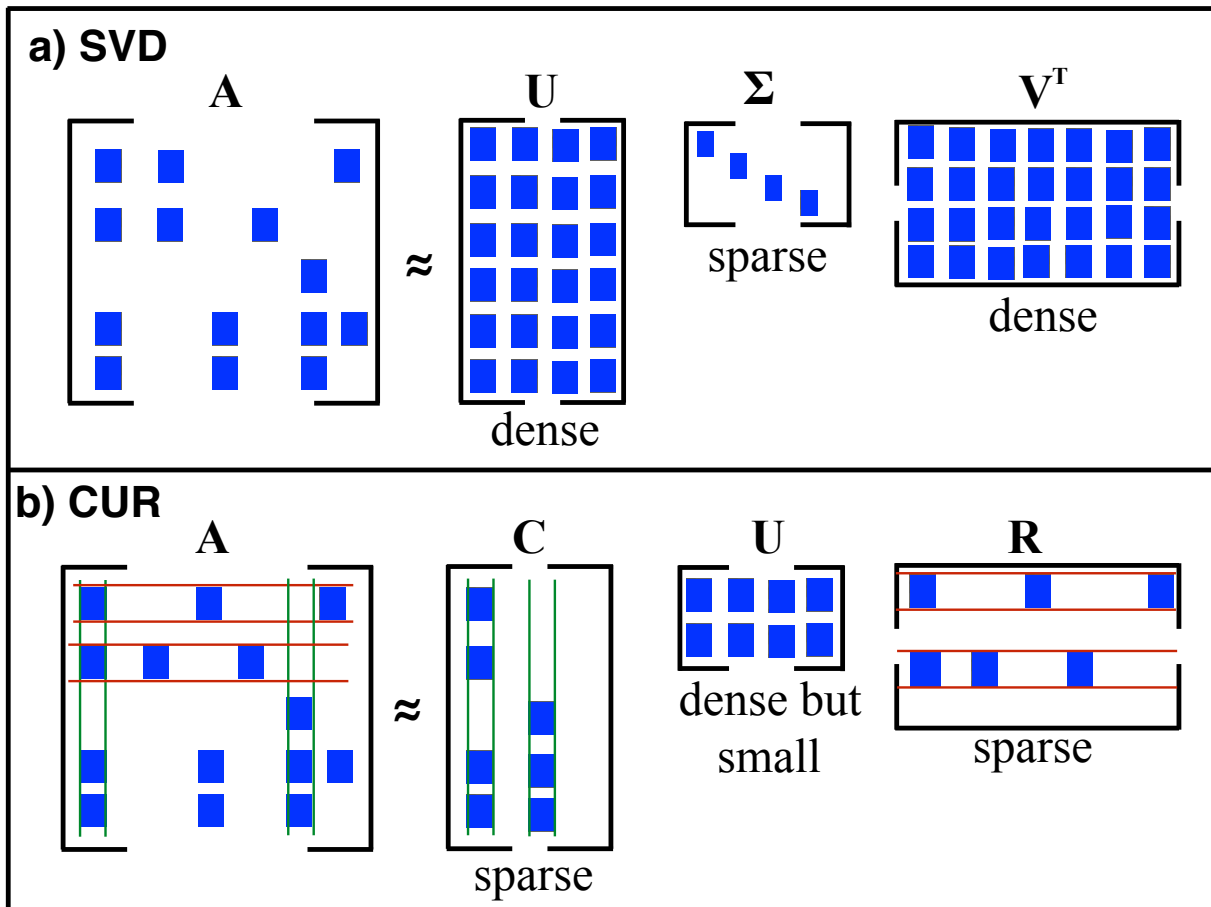 a) SVD
A
U
Σ
V^T
≈
sparse
dense
dense
b) CUR
A
C
U
R
≈
dense but
small
sparse
sparse